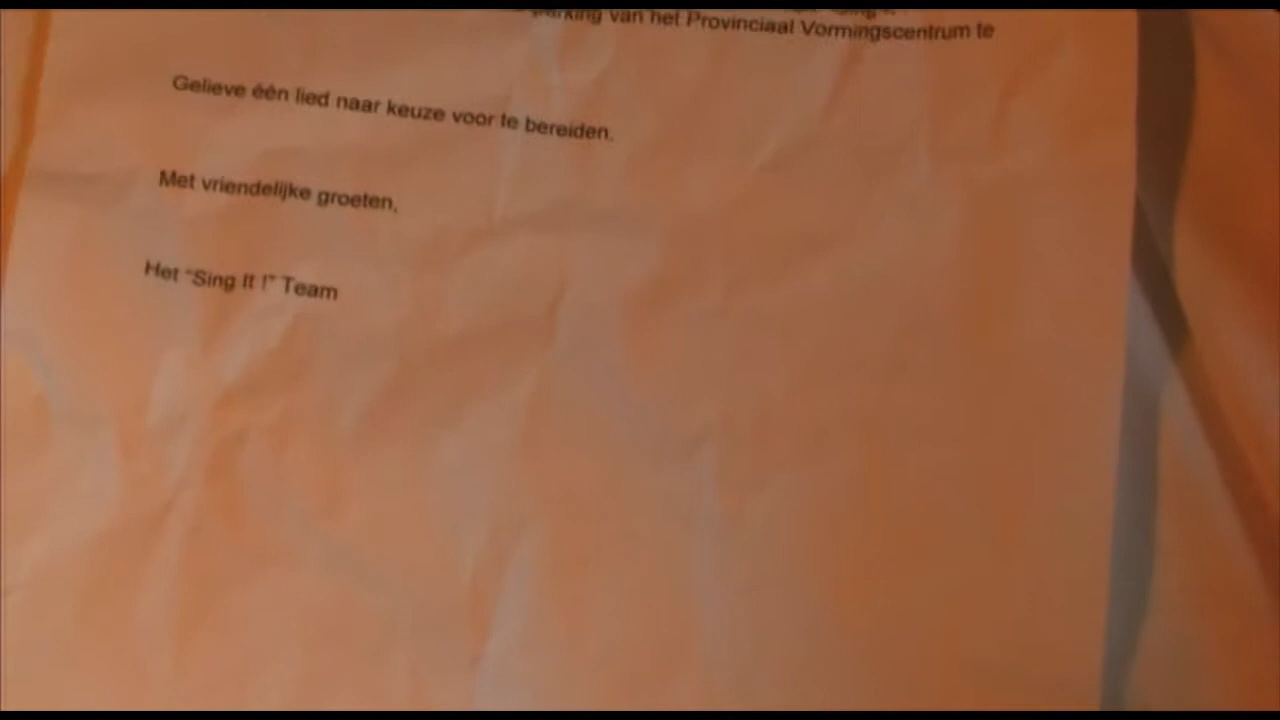 van het Provinciaal Vormingscentrum te
Gelieve één lied naar keuze voor te bereiden.
Met vriendelijke groeten,
Het “Sing It !” Team